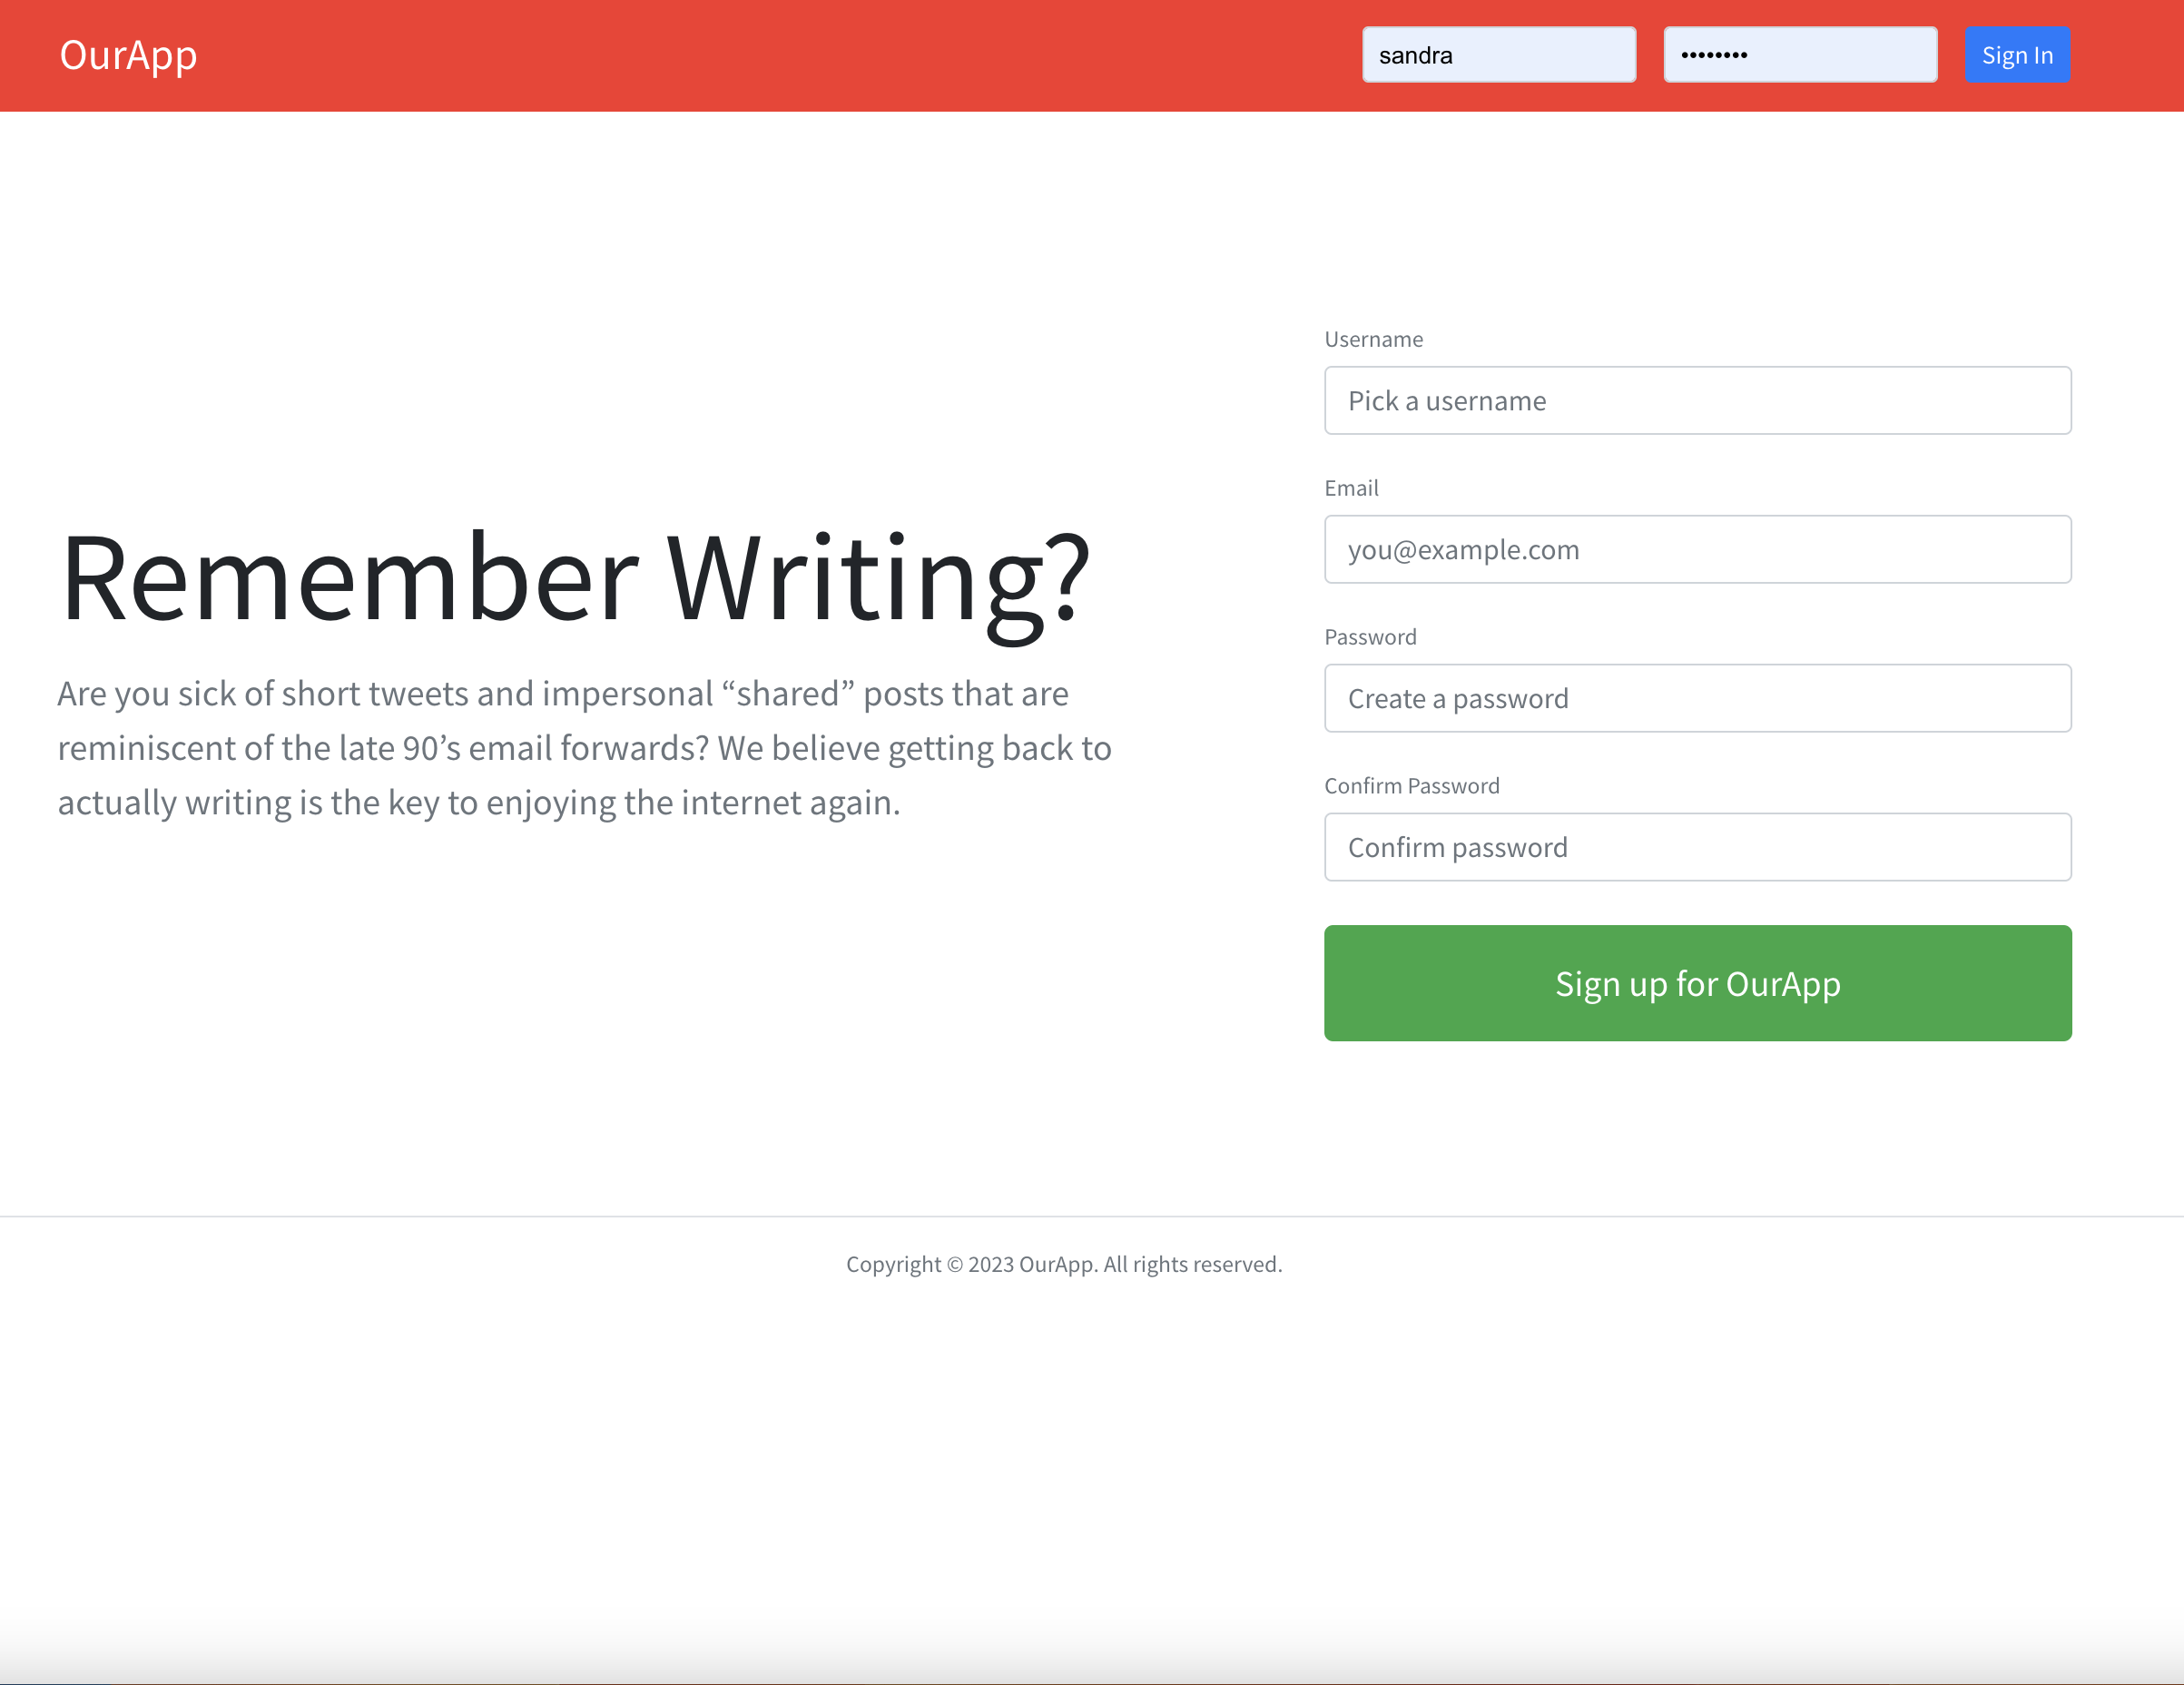 OurApp
sandra
••••••••
Sign In
Remember Writing?
Are you sick of short tweets and impersonal “shared” posts that are
reminiscent of the late 90’s email forwards? We believe getting back to
actually writing is the key to enjoying the internet again.
Username
Pick a username
Email
you@example.com
Password
Create a password
Confirm Password
Confirm password
Sign up for OurApp
Copyright © 2023 OurApp. All rights reserved.